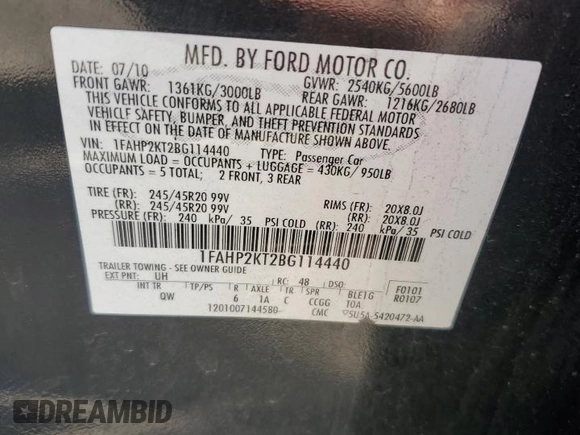 MFD. BY FORD MOTOR CO.
DATE: 07/10 GVWR: 2540KG/5600LB
FRONT GAWR: 1361KG/3000LB REAR GAWR: 1216KG/2680LB
THIS VEHICLE CONFORMS TO ALL APPLICABLE FEDERAL MOTOR
VEHICLE SAFETY, BUMPER, AND THEFT PREVENTION STANDARDS
IN EFFECT ON THE DATE OF MANUFACTURE SHOWN ABOVE.
VIN: 1FAHP2KT2BG114440 TYPE: Passenger Car
MAXIMUM LOAD = OCCUPANTS + LUGGAGE = 430KG/ 950LB
OCCUPANTS = 5 TOTAL; 2 FRONT, 3 REAR
TIRE (FR): 245/45R20 99V RIMS (FR): 20X8.0J
(RR): 245/45R20 99V (RR): 20X8.0J
PRESSURE (FR): 240 kPa/ 35 PSI COLD (RR): 240 kPa/ 35 PSI COLD
1FAHP2KT2BG114440
TRAILER TOWING - SEE OWNER GUIDE
EXT PNT: UH RC: 48 DSO: F0101
INT TR TP/PS R AXLE TR SPR BLE1G R0107
QW 6 1A C CCGG TOA
1201007144580 CMC 5U5A-5420472-AA
DREAMBID